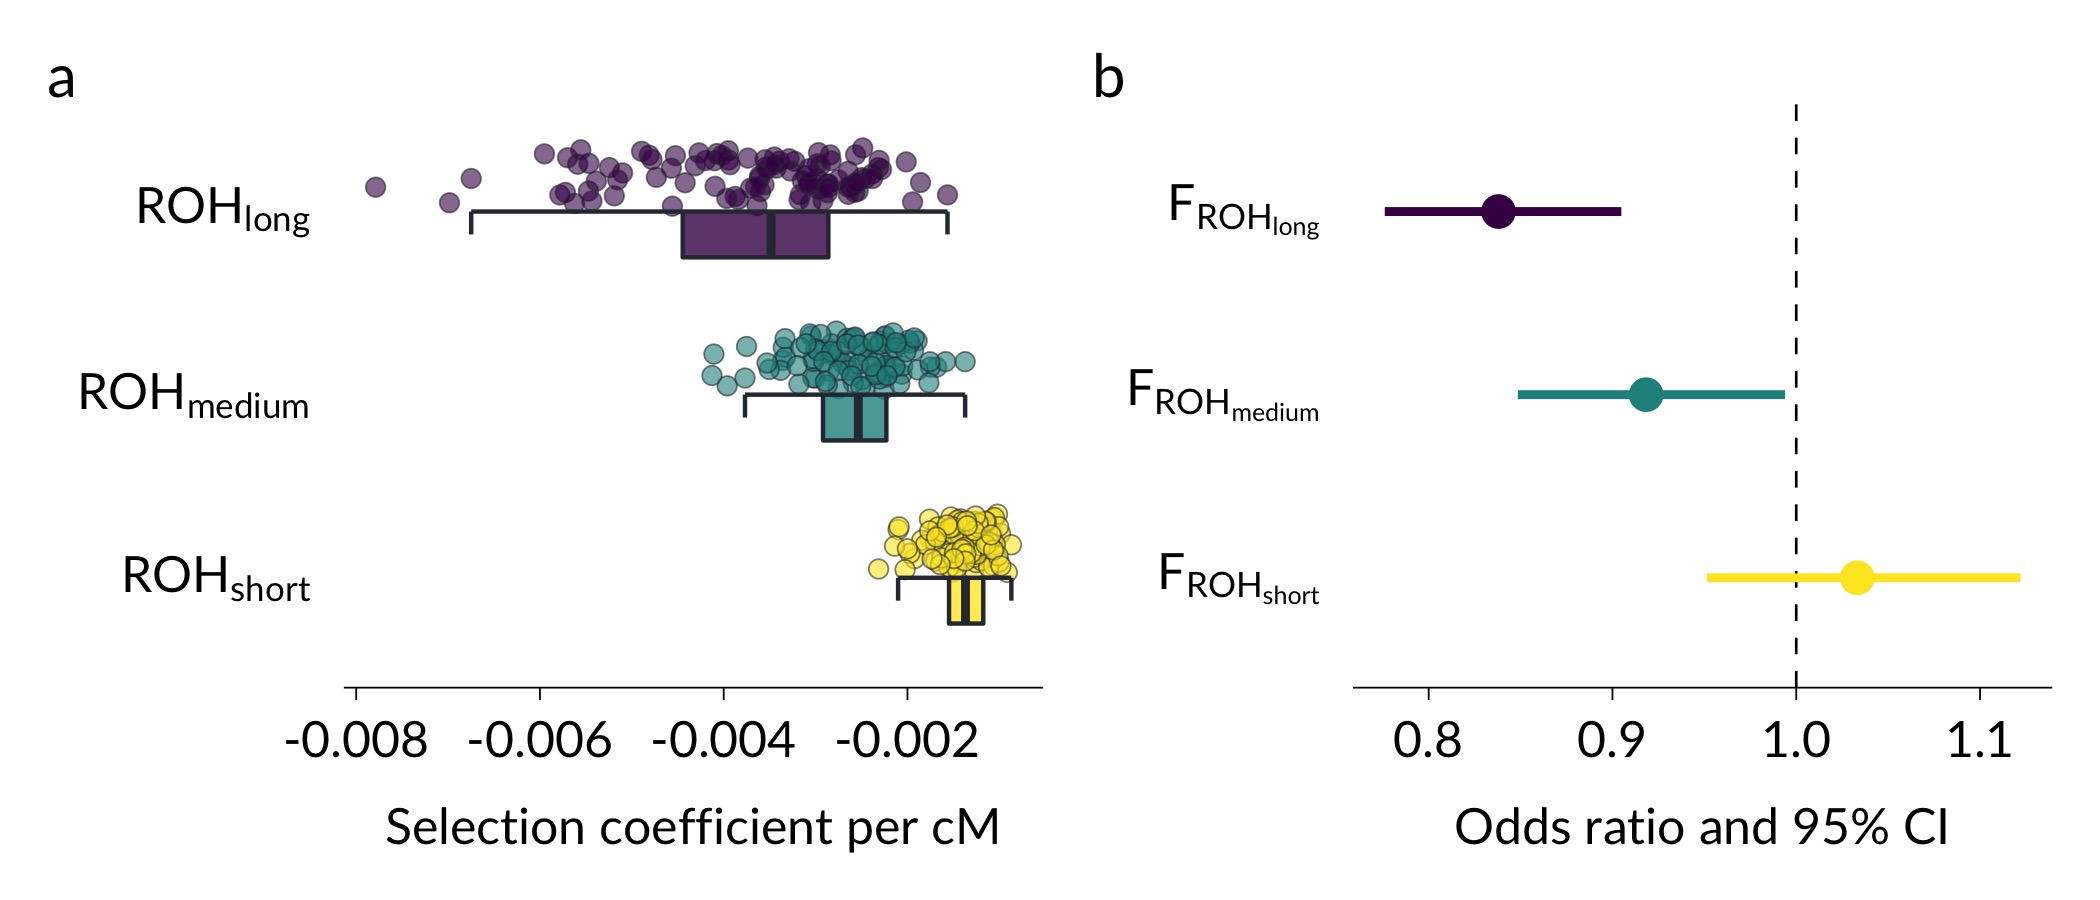 a
ROHlong
ROHmedium
ROHshort
-0.008 -0.006 -0.004 -0.002
Selection coefficient per cM
b
FROHlong
FROHmedium
FROHshort
0.8 0.9 1.0 1.1
Odds ratio and 95% CI